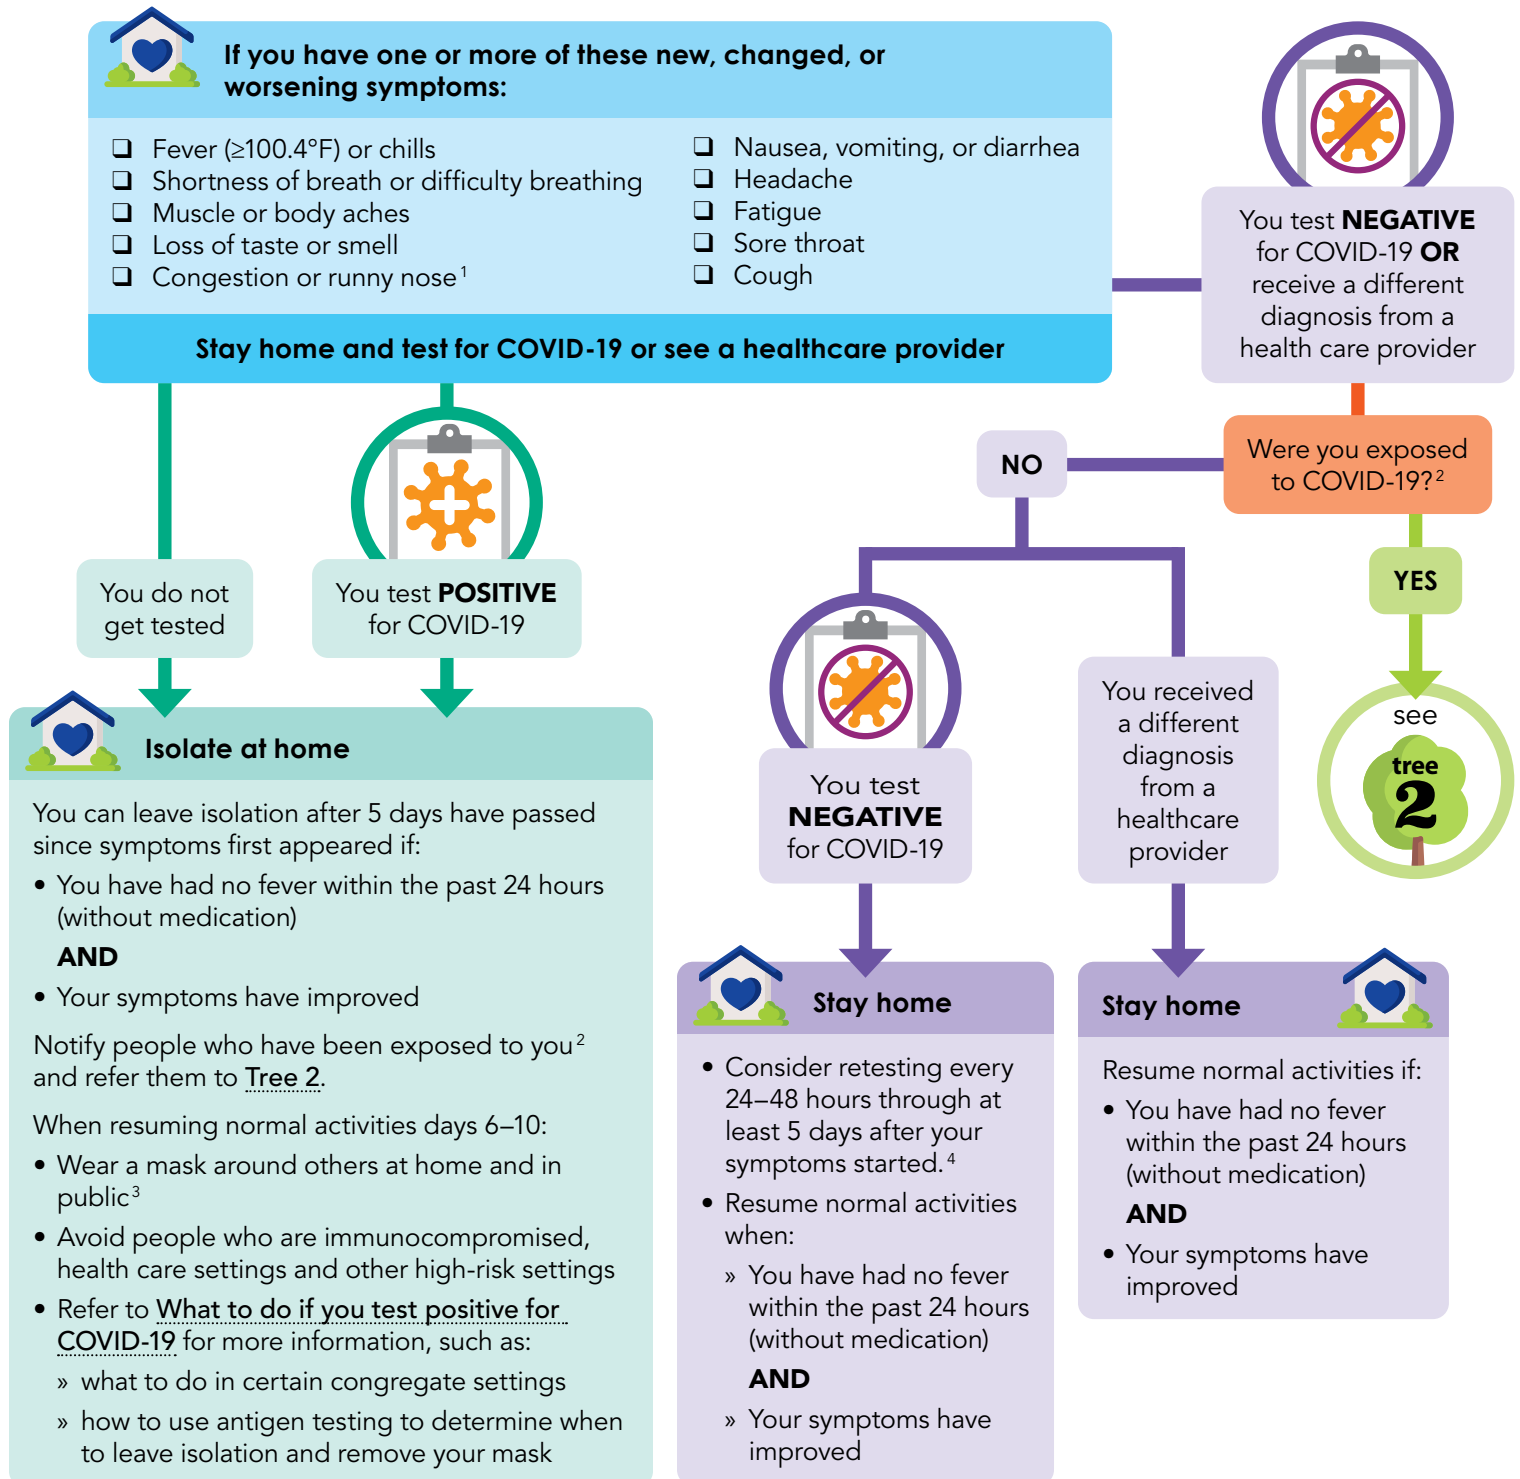 If you have one or more of these new, changed, or
worsening symptoms:
❑ Fever (≥100.4°F) or chills
❑ Shortness of breath or difficulty breathing
❑ Muscle or body aches
❑ Loss of taste or smell
❑ Congestion or runny nose¹
❑ Nausea, vomiting, or diarrhea
❑ Headache
❑ Fatigue
❑ Sore throat
❑ Cough
Stay home and test for COVID-19 or see a healthcare provider
You test NEGATIVE
for COVID-19 OR
receive a different
diagnosis from a
health care provider
Were you exposed
to COVID-19?²
NO
YES
see
tree
2
You do not
get tested
You test POSITIVE
for COVID-19
Isolate at home
You can leave isolation after 5 days have passed
since symptoms first appeared if:
• You have had no fever within the past 24 hours
(without medication)
AND
• Your symptoms have improved
Notify people who have been exposed to you²
and refer them to Tree 2.
When resuming normal activities days 6–10:
• Wear a mask around others at home and in
public³
• Avoid people who are immunocompromised,
health care settings and other high-risk settings
• Refer to What to do if you test positive for
COVID-19 for more information, such as:
» what to do in certain congregate settings
» how to use antigen testing to determine when
to leave isolation and remove your mask
You test
NEGATIVE
for COVID-19
Stay home
• Consider retesting every
24–48 hours through at
least 5 days after your
symptoms started.⁴
• Resume normal activities
when:
» You have had no fever
within the past 24 hours
(without medication)
AND
» Your symptoms have
improved
You received
a different
diagnosis
from a
healthcare
provider
Stay home
Resume normal activities if:
• You have had no fever
within the past 24 hours
(without medication)
AND
• Your symptoms have
improved